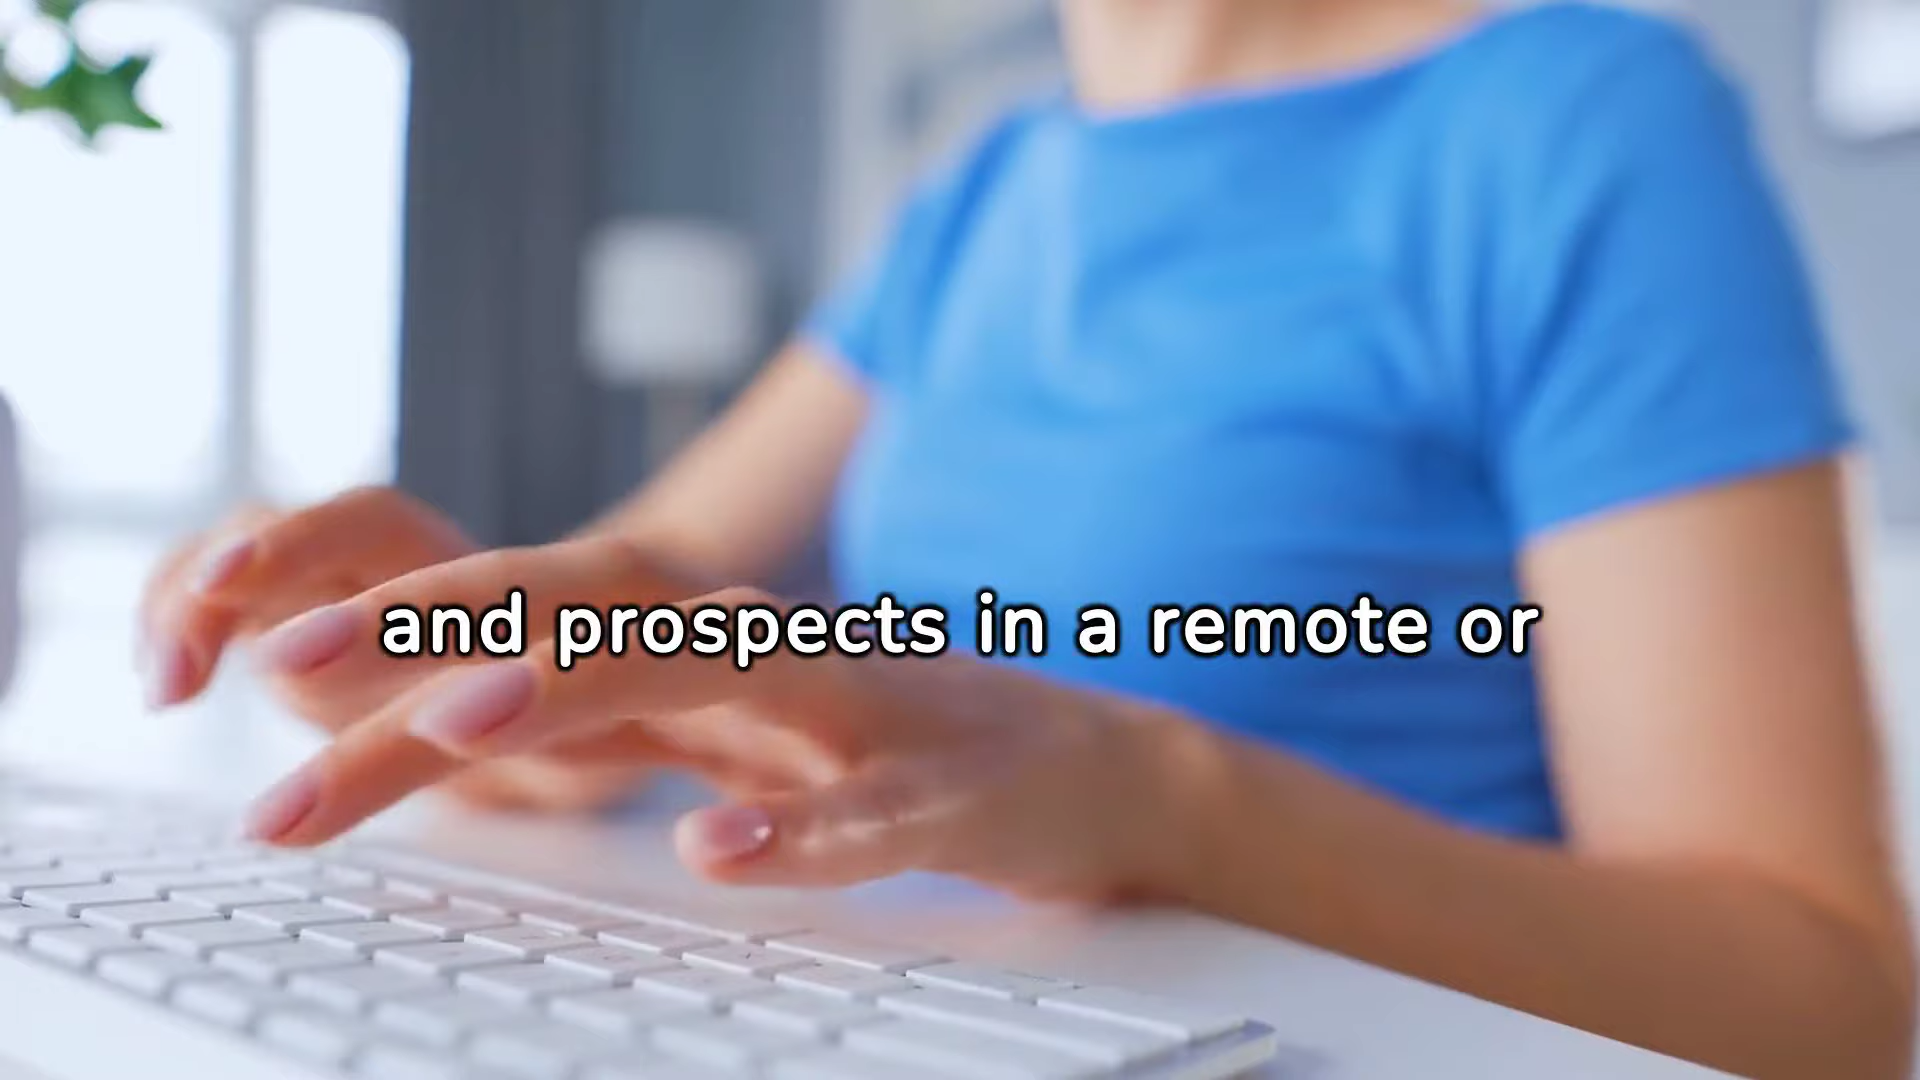 and prospects in a remote or